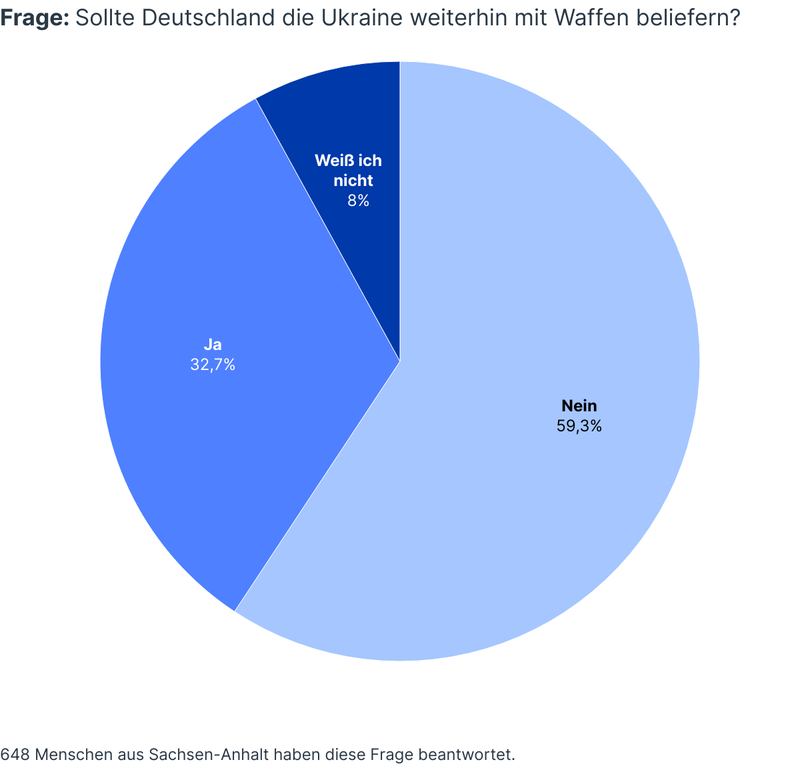 Frage: Sollte Deutschland die Ukraine weiterhin mit Waffen beliefern?
Weiß ich
nicht
8%
Ja
32,7%
Nein
59,3%
648 Menschen aus Sachsen-Anhalt haben diese Frage beantwortet.